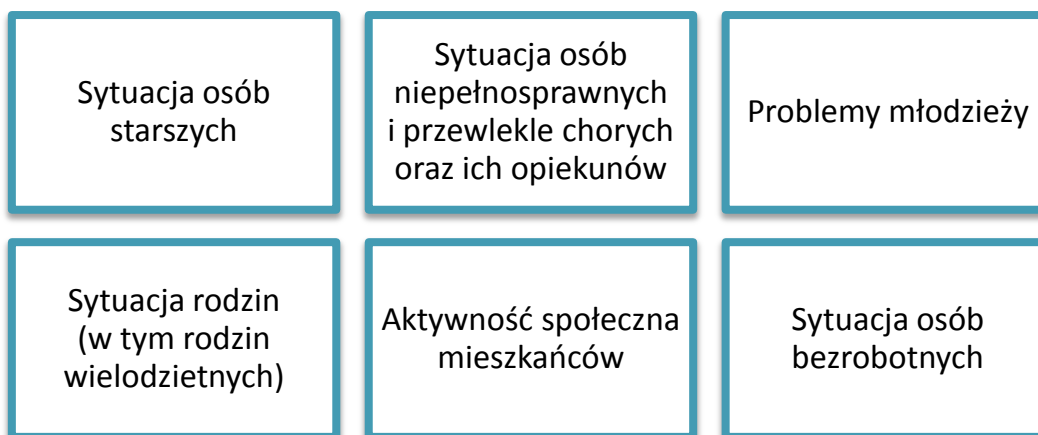 Sytuacja osób
starszych
Sytuacja osób
niepełnosprawnych
i przewlekle chorych
oraz ich opiekunów
Problemy młodzieży
Sytuacja rodzin
(w tym rodzin
wielodzietnych)
Aktywność społeczna
mieszkańców
Sytuacja osób
bezrobotnych